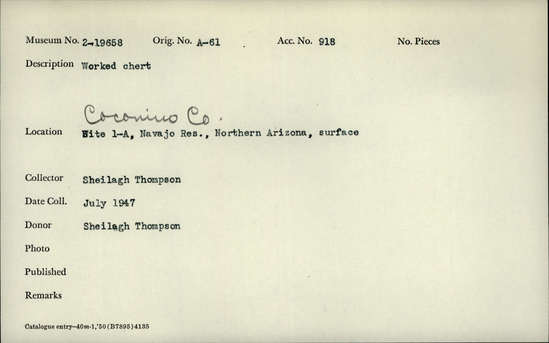 Museum No. 2-19658 Orig. No. A-61 Acc. No. 918 No. Pieces
Description Worked chert
Coconino Co.
Location Site 1-A, Navajo Res., Northern Arizona, surface
Collector Sheilagh Thompson
Date Coll. July 1947
Donor Sheilagh Thompson
Photo
Published
Remarks
Catalogue entry—40m-1,'50(B7895)4135